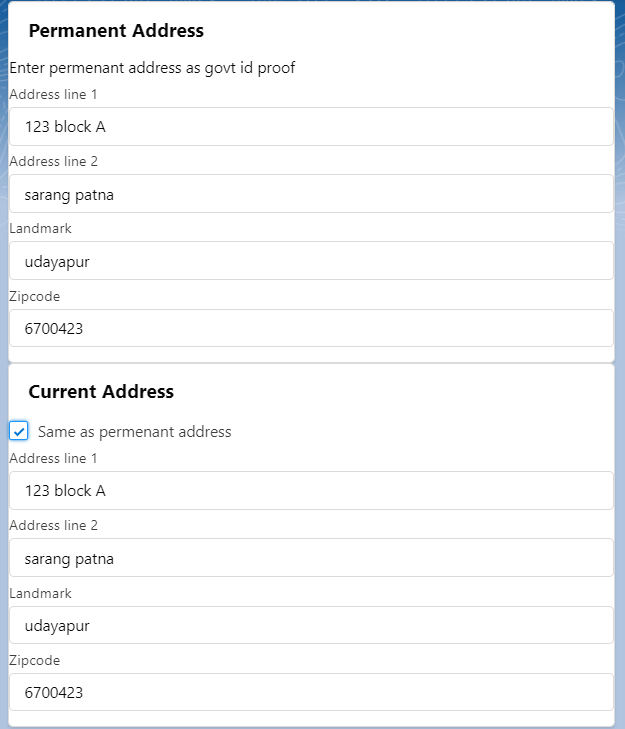 Permanent Address
Enter permenant address as govt id proof
Address line 1
123 block A
Address line 2
sarang patna
Landmark
udayapur
Zipcode
6700423
Current Address
Same as permenant address
Address line 1
123 block A
Address line 2
sarang patna
Landmark
udayapur
Zipcode
6700423